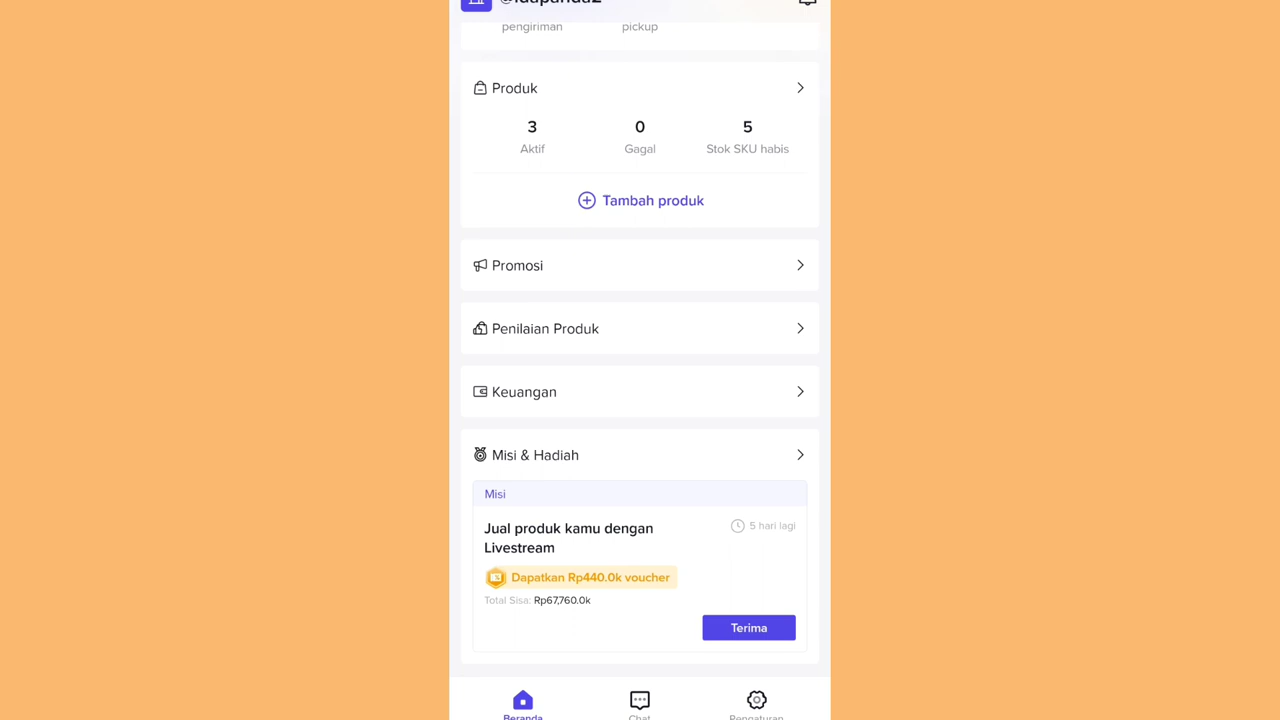 pengiriman pickup
Produk
3 0 5
Aktif Gagal Stok SKU habis
Tambah produk
Promosi
Penilaian Produk
Keuangan
Misi & Hadiah
Misi
Jual produk kamu dengan 5 hari lagi
Livestream
Dapatkan Rp440.0k voucher
Total Sisa: Rp67,760.0k
Terima
Beranda Chat Pengaturan